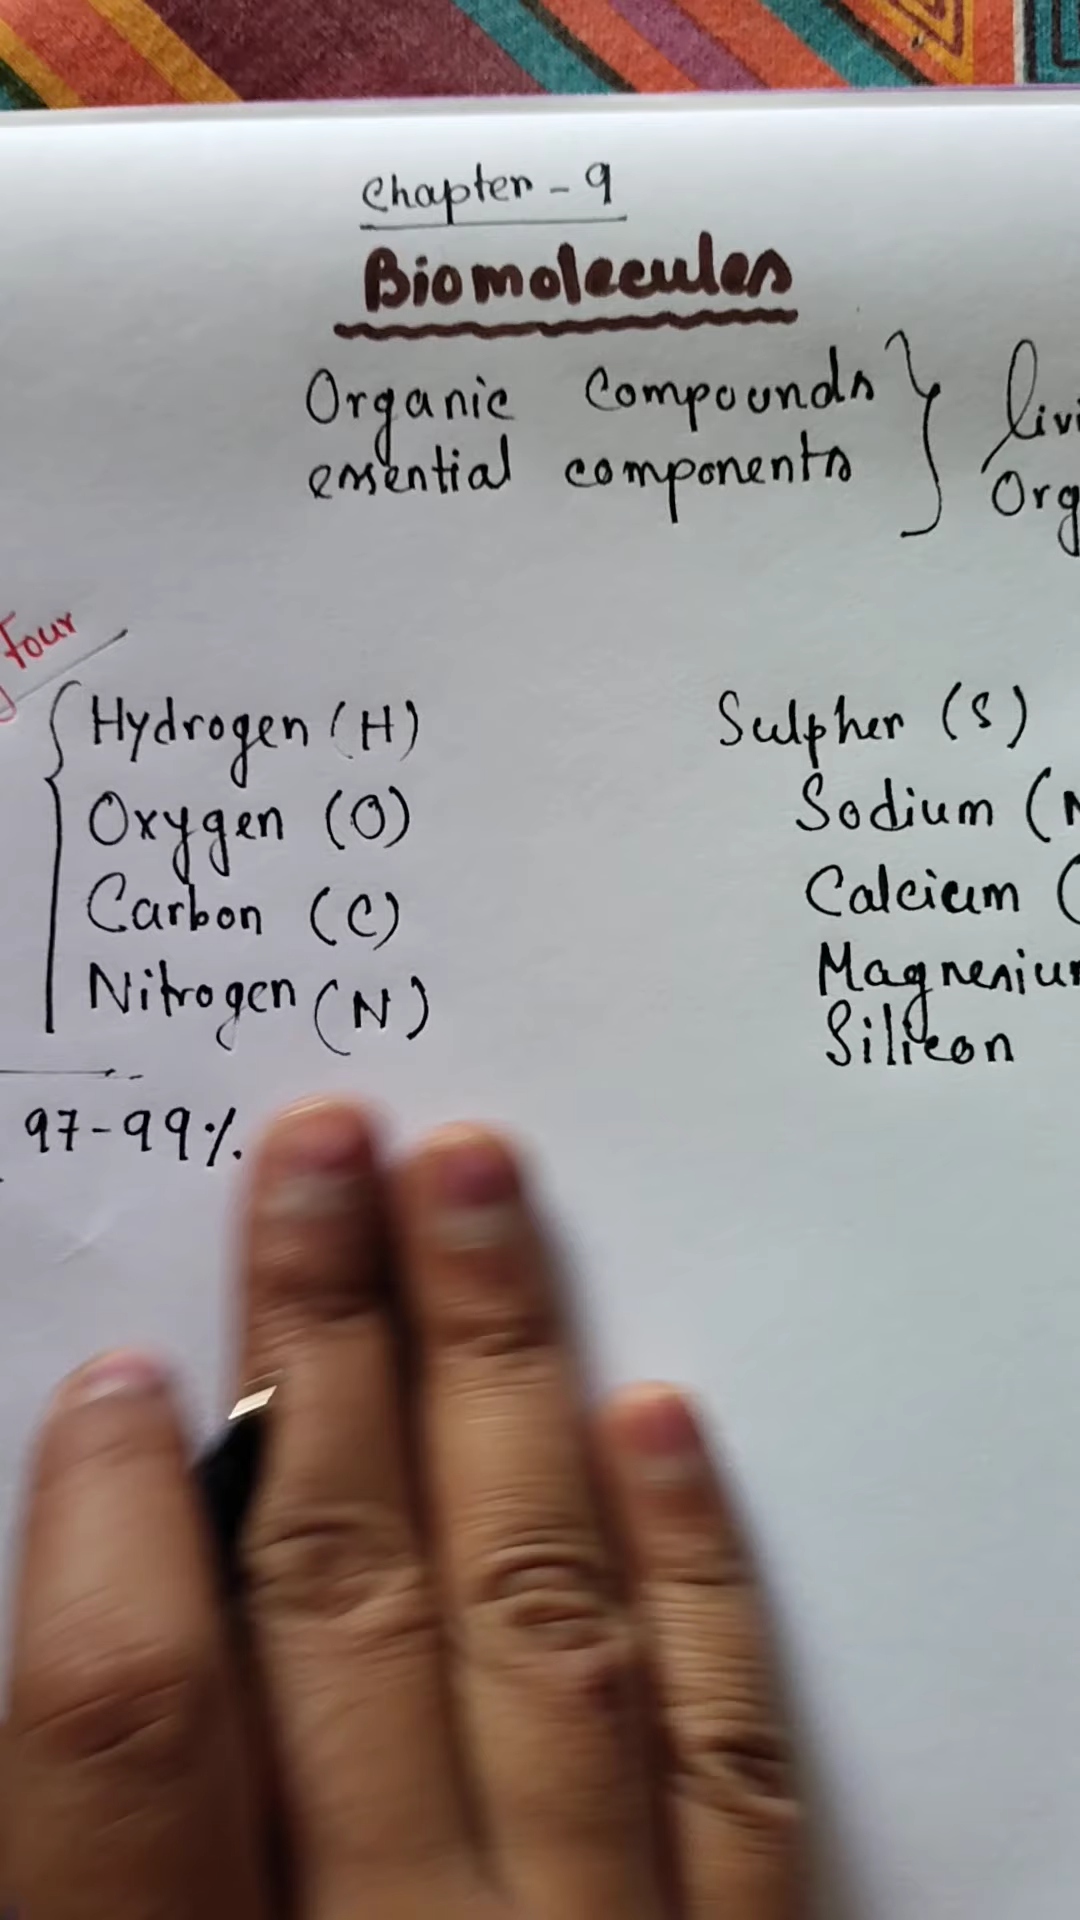 Chapter - 9
Biomolecules
Organic Compounds
essential components
Four
Hydrogen (H)
Oxygen (O)
Carbon (C)
Nitrogen (N)
97-99%.
Sulpher (S)
Sodium (
Calcium (
Silicon